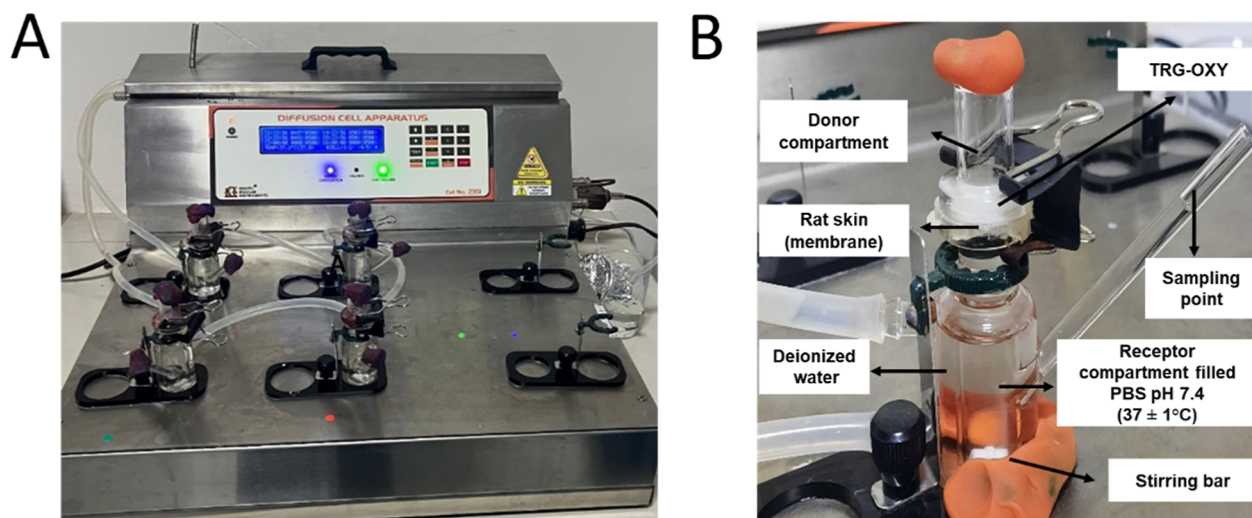 A
B
DIFFUSION CELL APPARATUS
TRG-OXY
Donor
compartment
Rat skin
(membrane)
Sampling
point
Deionized
water
Receptor
compartment filled
PBS pH 7.4
(37 ± 1°C)
Stirring bar